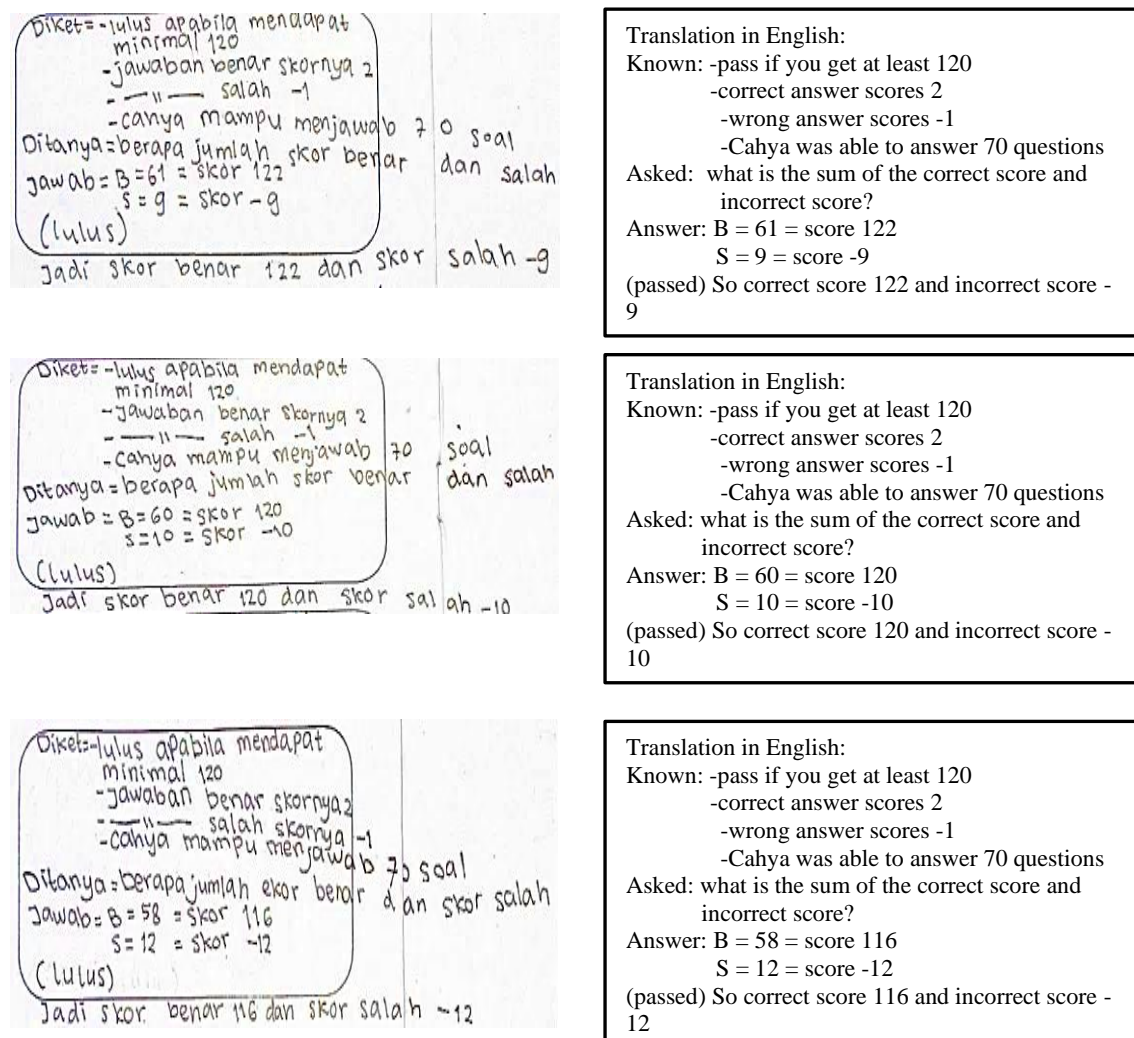 Diket= -lulus apabila mendapat
minimal 120
-jawaban benar skornya 2
- —"— salah -1
-canya mampu menjawab 70 soal
Ditanya=berapa jumlah skor benar dan salah
Jawab= B=61 = skor 122
S=9 = skor -9
(lulus)
Jadi skor benar 122 dan skor salah -9
Translation in English:
Known: -pass if you get at least 120
-correct answer scores 2
-wrong answer scores -1
-Cahya was able to answer 70 questions
Asked: what is the sum of the correct score and
incorrect score?
Answer: B = 61 = score 122
S = 9 = score -9
(passed) So correct score 122 and incorrect score -
9
Diket= -lulus apabila mendapat
minimal 120
-jawaban benar skornya 2
- —"— salah -1
-canya mampu menjawab 70 soal
Ditanya=berapa jumlah skor benar dan salah
Jawab = B=60 = skor 120
S=10 = skor -10
(lulus)
Jadi skor benar 120 dan skor salah -10
Translation in English:
Known: -pass if you get at least 120
-correct answer scores 2
-wrong answer scores -1
-Cahya was able to answer 70 questions
Asked: what is the sum of the correct score and
incorrect score?
Answer: B = 60 = score 120
S = 10 = score -10
(passed) So correct score 120 and incorrect score -
10
Diket=-lulus apabila mendapat
minimal 120
-jawaban benar skornya 2
- —"— salah skornya -1
-cahya mampu menjawab 70 soal
Ditanya=berapa jumlah ekor benar dan skor salah
Jawab= B = 58 = skor 116
S= 12 = skor -12
(lulus)
Jadi skor benar 116 dan skor salah -12
Translation in English:
Known: -pass if you get at least 120
-correct answer scores 2
-wrong answer scores -1
-Cahya was able to answer 70 questions
Asked: what is the sum of the correct score and
incorrect score?
Answer: B = 58 = score 116
S = 12 = score -12
(passed) So correct score 116 and incorrect score -
12